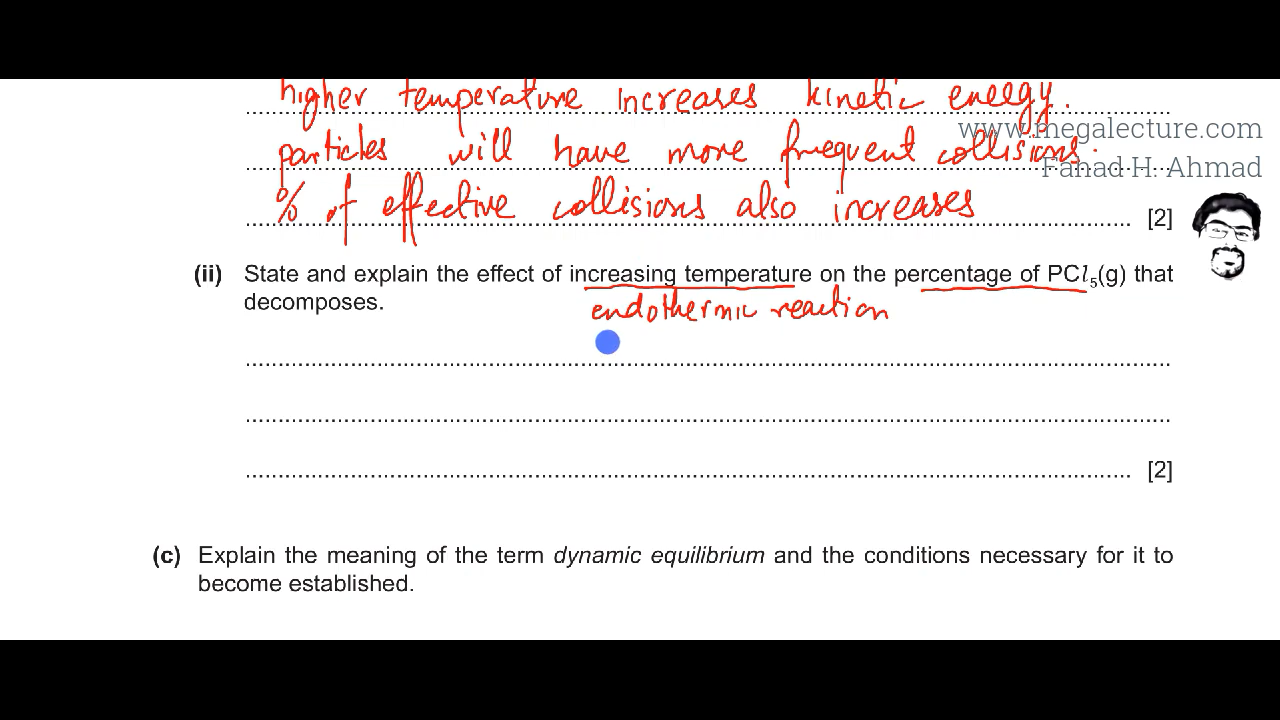 higher temperature increases kinetic energy.
www.megalecture.com
particles will have more frequent collisions.
Fahad H. Ahmad
% of effective collisions also increases
[2]
(ii) State and explain the effect of increasing temperature on the percentage of PCl₅(g) that
decomposes.
endothermic reaction
[2]
(c) Explain the meaning of the term dynamic equilibrium and the conditions necessary for it to
become established.